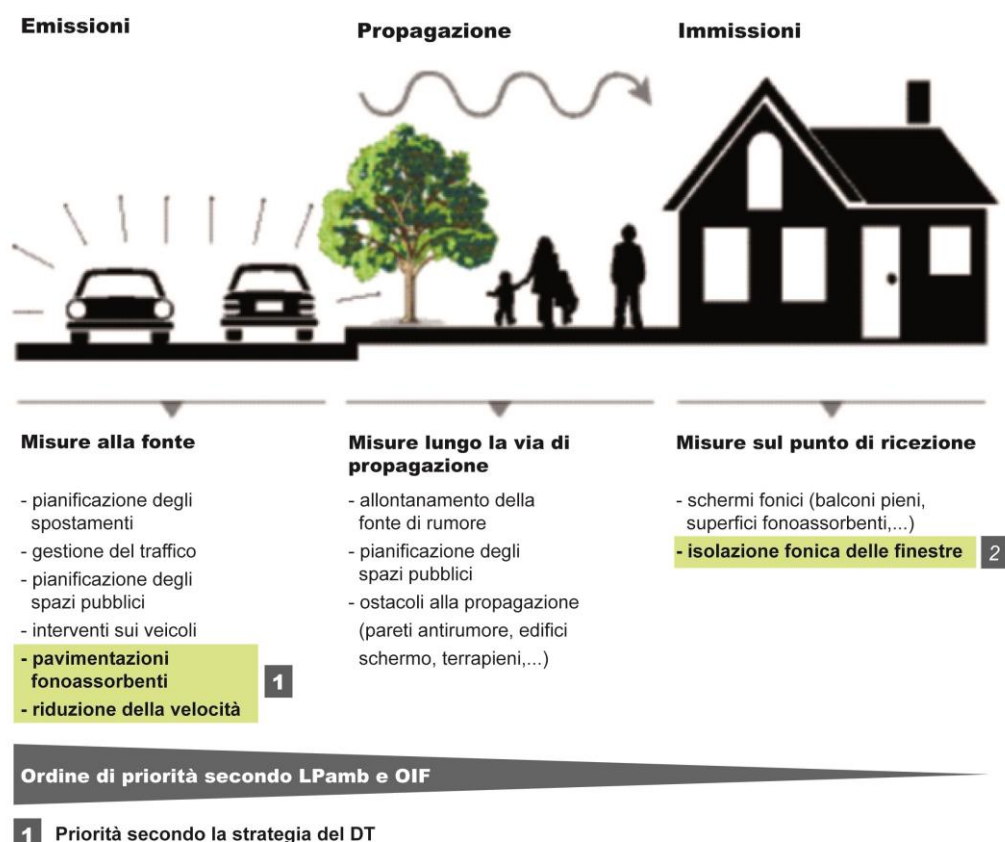 Emissioni
Propagazione
Immissioni
Misure alla fonte
- pianificazione degli
spostamenti
- gestione del traffico
- pianificazione degli
spazi pubblici
- interventi sui veicoli
- pavimentazioni
fonoassorbenti
- riduzione della velocità
1
Misure lungo la via di
propagazione
- allontanamento della
fonte di rumore
- pianificazione degli
spazi pubblici
- ostacoli alla propagazione
(pareti antirumore, edifici
schermo, terrapieni,...)
Misure sul punto di ricezione
- schermi fonici (balconi pieni,
superfici fonoassorbenti,...)
- isolazione fonica delle finestre
2
Ordine di priorità secondo LPamb e OIF
1 Priorità secondo la strategia del DT